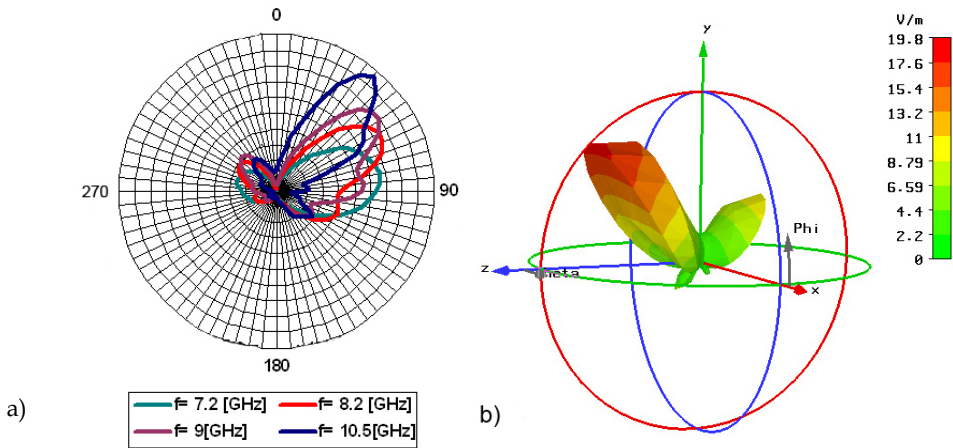 0
270
90
180
f= 7.2 [GHz]
f= 8.2 [GHz]
f= 9[GHz]
f= 10.5[GHz]
a)
y
z
eta
Phi
x
V/m
19.8
17.6
15.4
13.2
11
8.79
6.59
4.4
2.2
0
b)